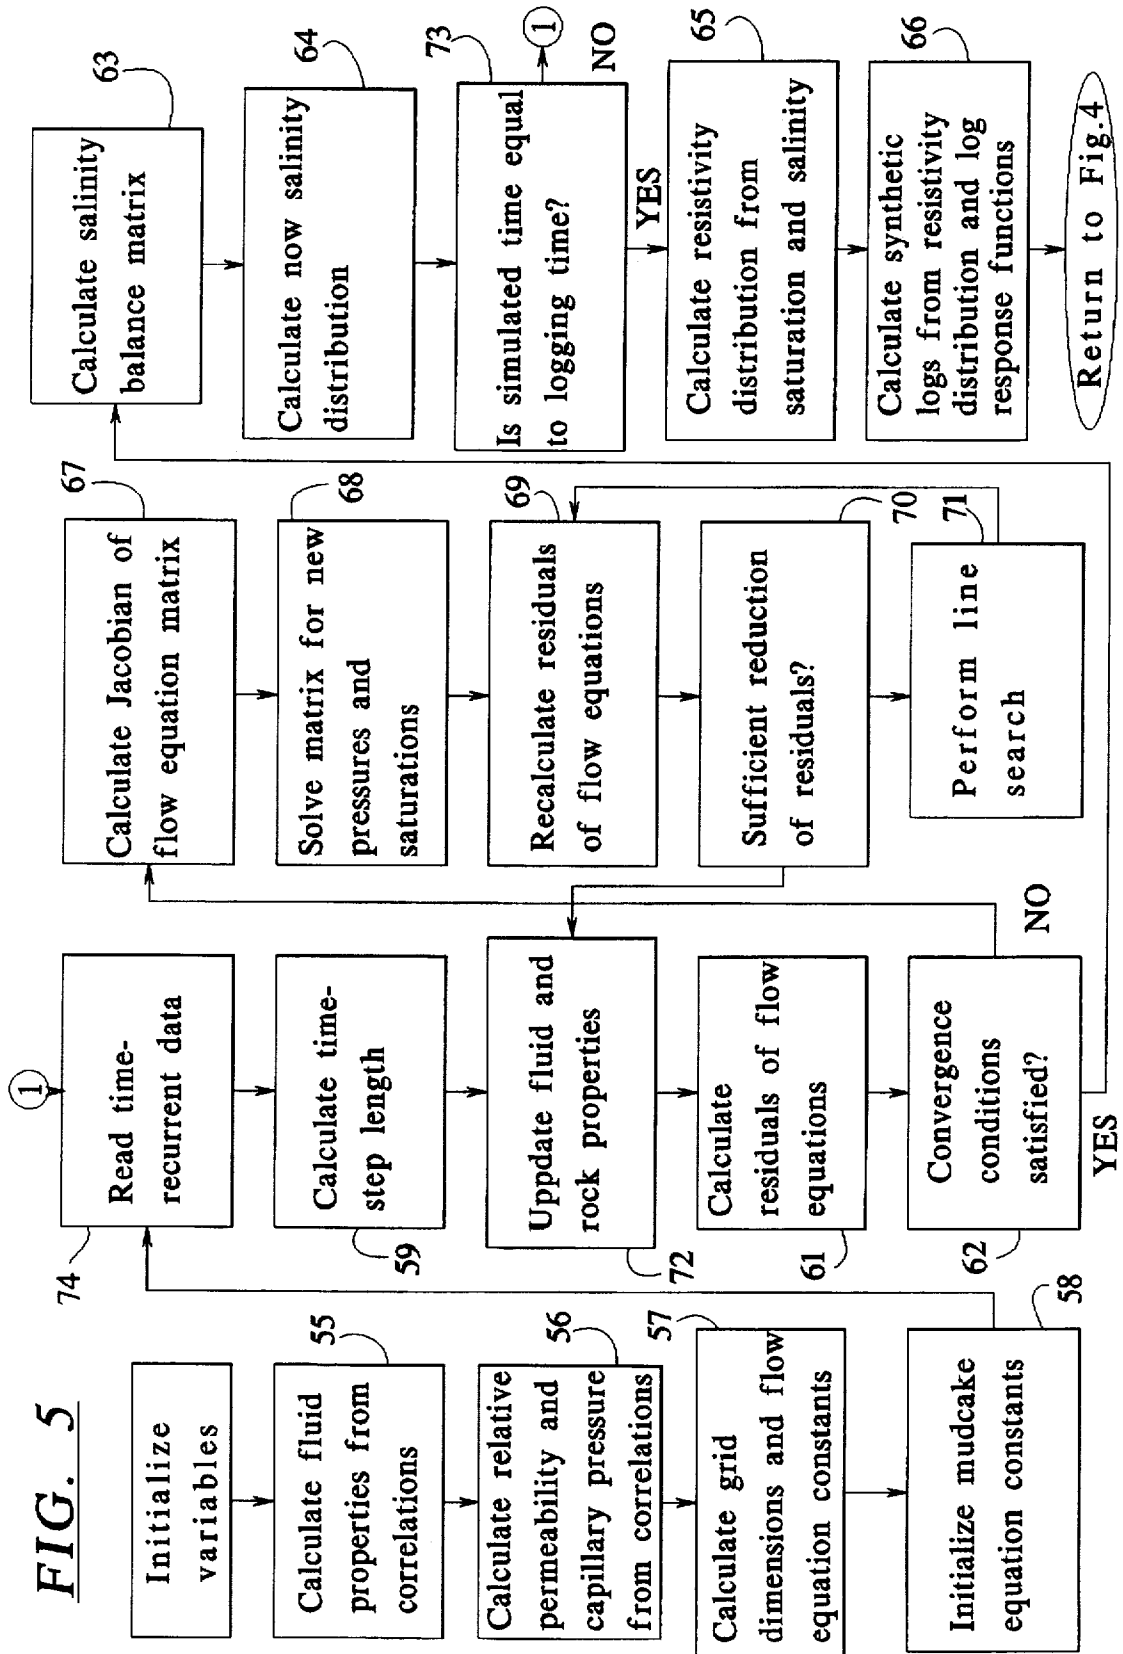 FIG. 5
Initialize
variables
Calculate fluid
properties from
correlations
55
Calculate relative
permeability and
capillary pressure
from correlations
56
Calculate grid
dimensions and flow
equation constants
57
Initialize mudcake
equation constants
58
1
Read time-
recurrent data
74
Calculate time-
step length
59
Uppdate fluid and
rock properties
72
Calculate
residuals of flow
equations
61
Convergence
conditions
satisfied?
62
NO
YES
Calculate Jacobian of
flow equation matrix
67
Solve matrix for new
pressures and
saturations
68
Recalculate residuals
of flow equations
69
Sufficient reduction
of residuals?
70
Perform line
search
71
Calculate salinity
balance matrix
63
Calculate now salinity
distribution
64
Is simulated time equal
to logging time?
73
1
NO
YES
Calculate resistivity
distribution from
saturation and salinity
65
Calculate synthetic
logs from resistivity
distribution and log
response functions
66
Return to Fig.4